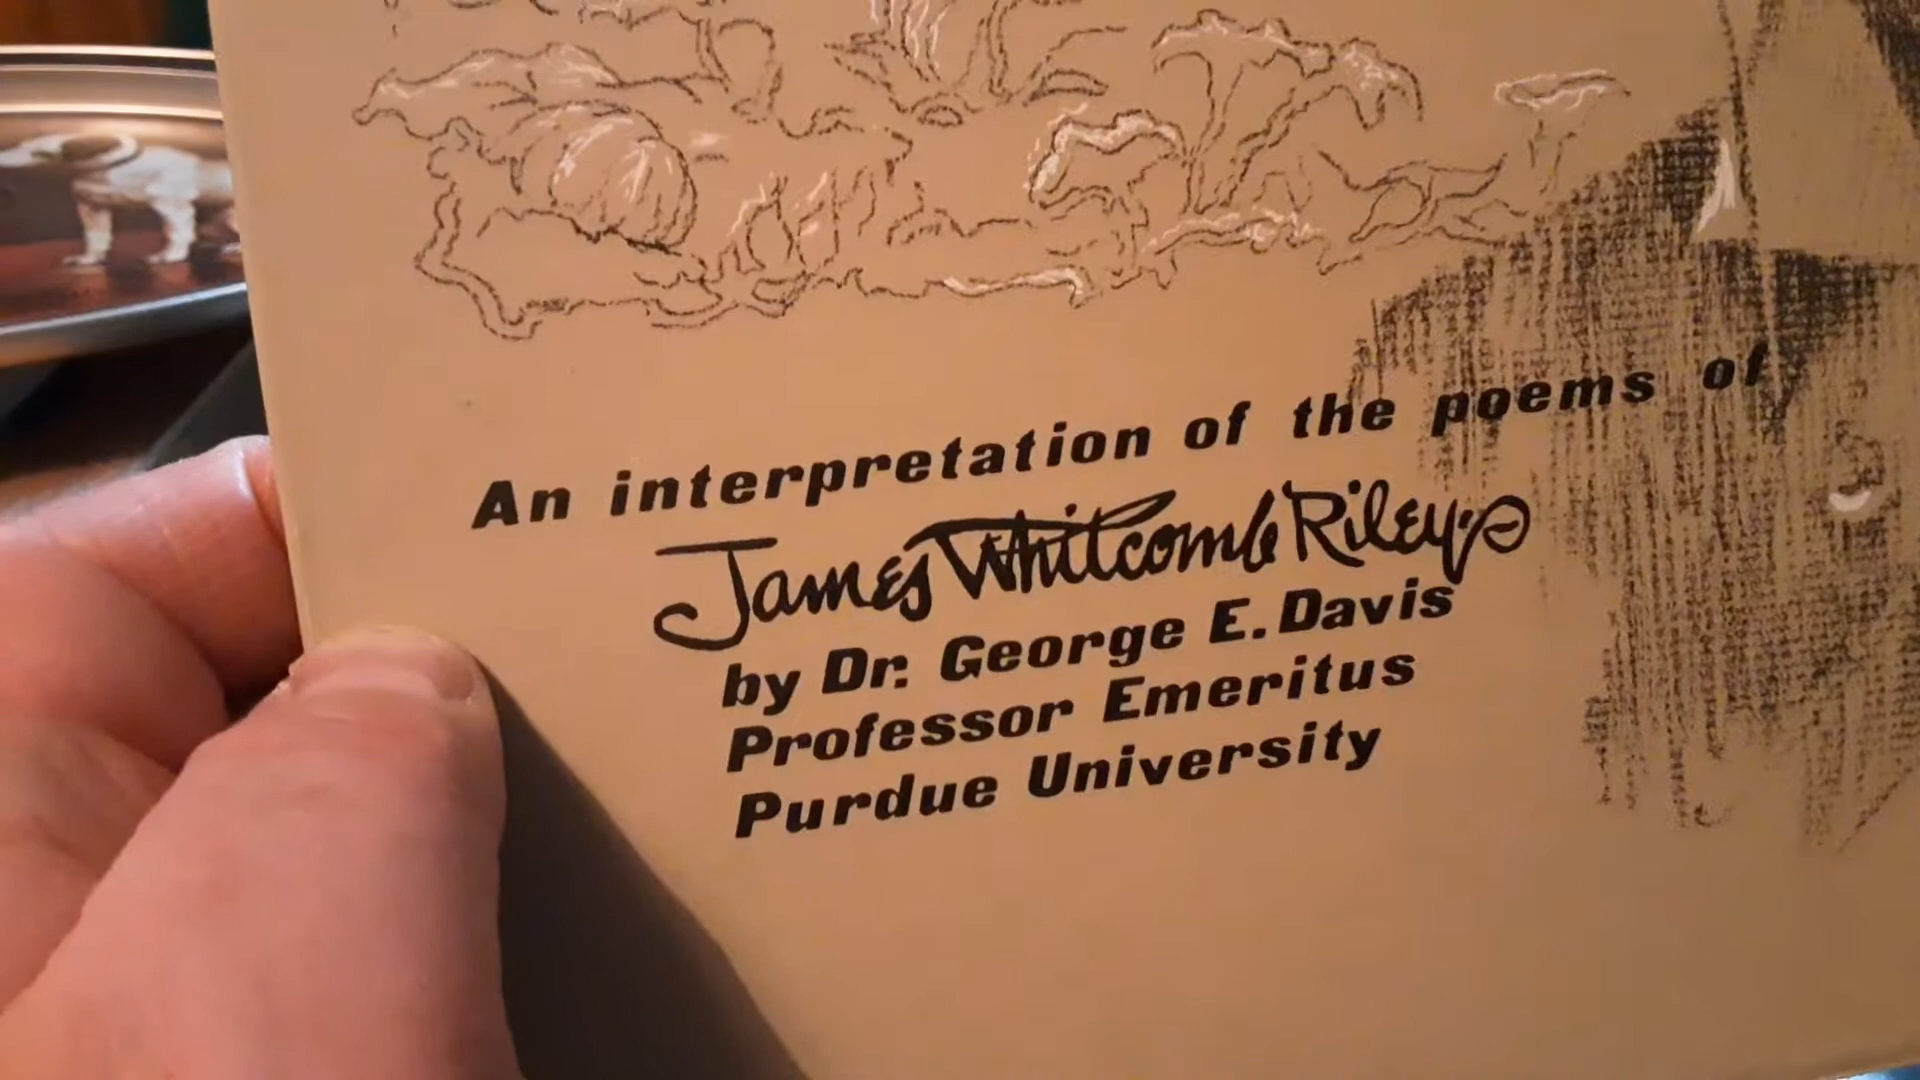 An interpretation of the poems of
James Whitcomb Riley
by Dr. George E. Davis
Professor Emeritus
Purdue University